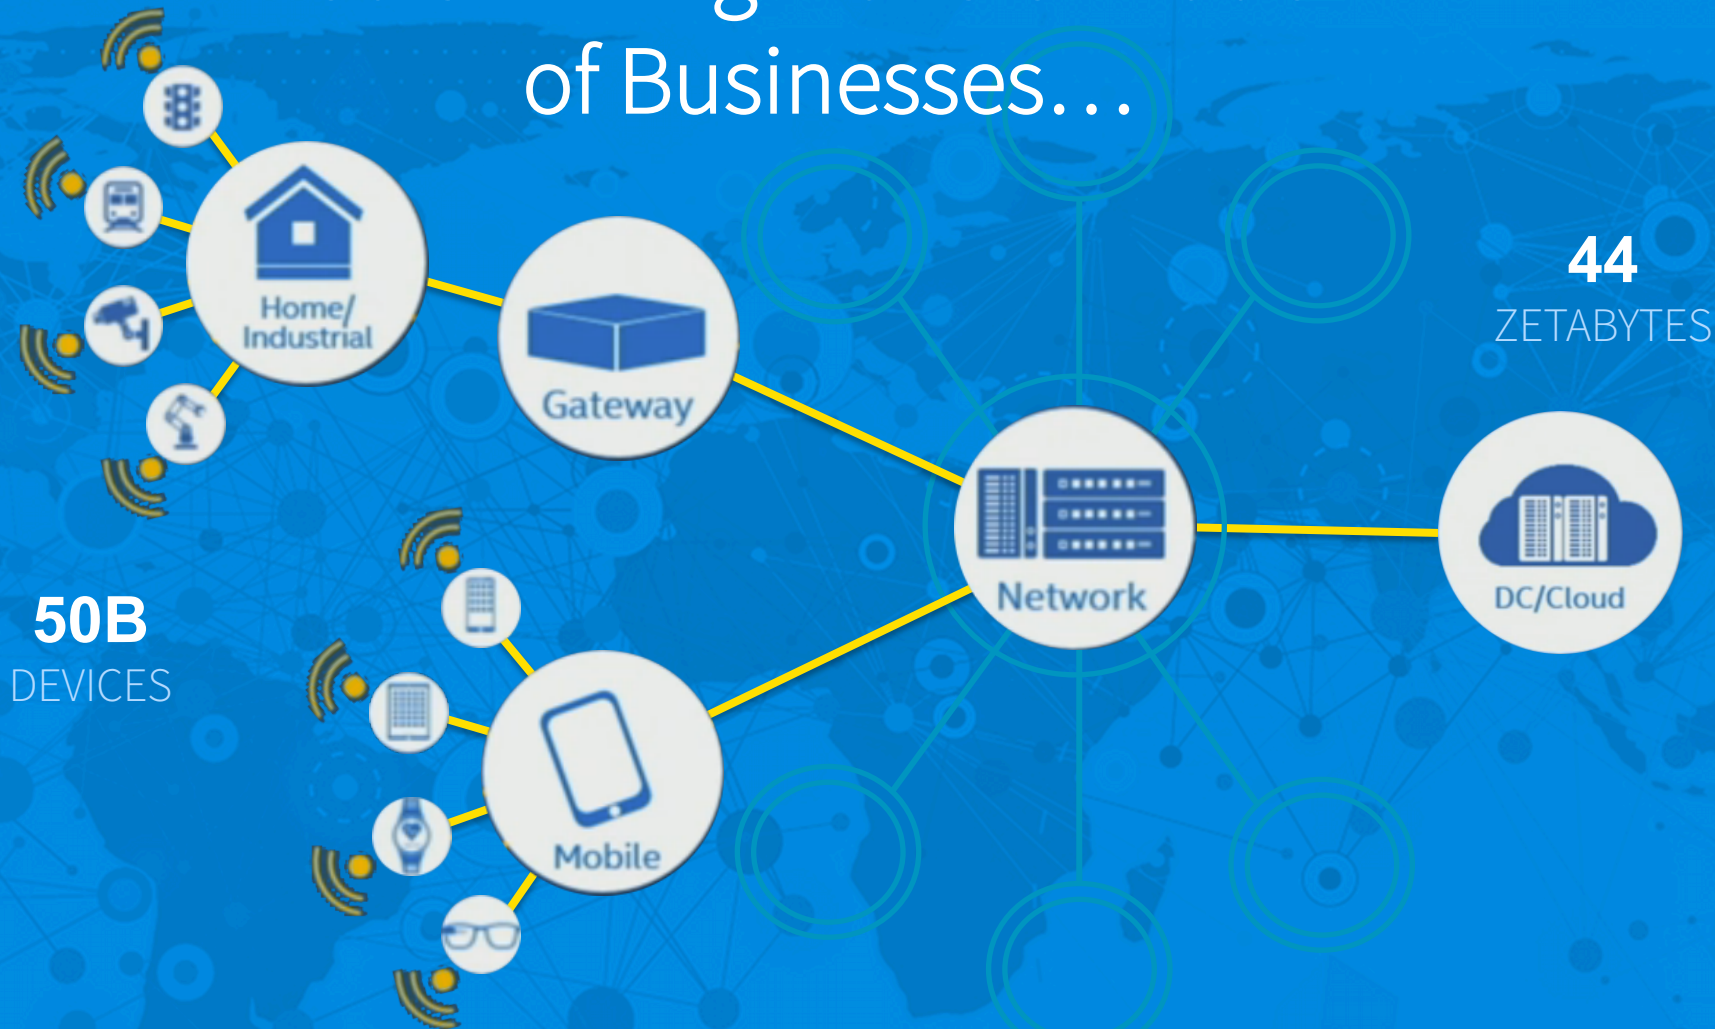 of Businesses…
Home/
Industrial
Gateway
44
ZETABYTES
Network
DC/Cloud
50B
DEVICES
Mobile